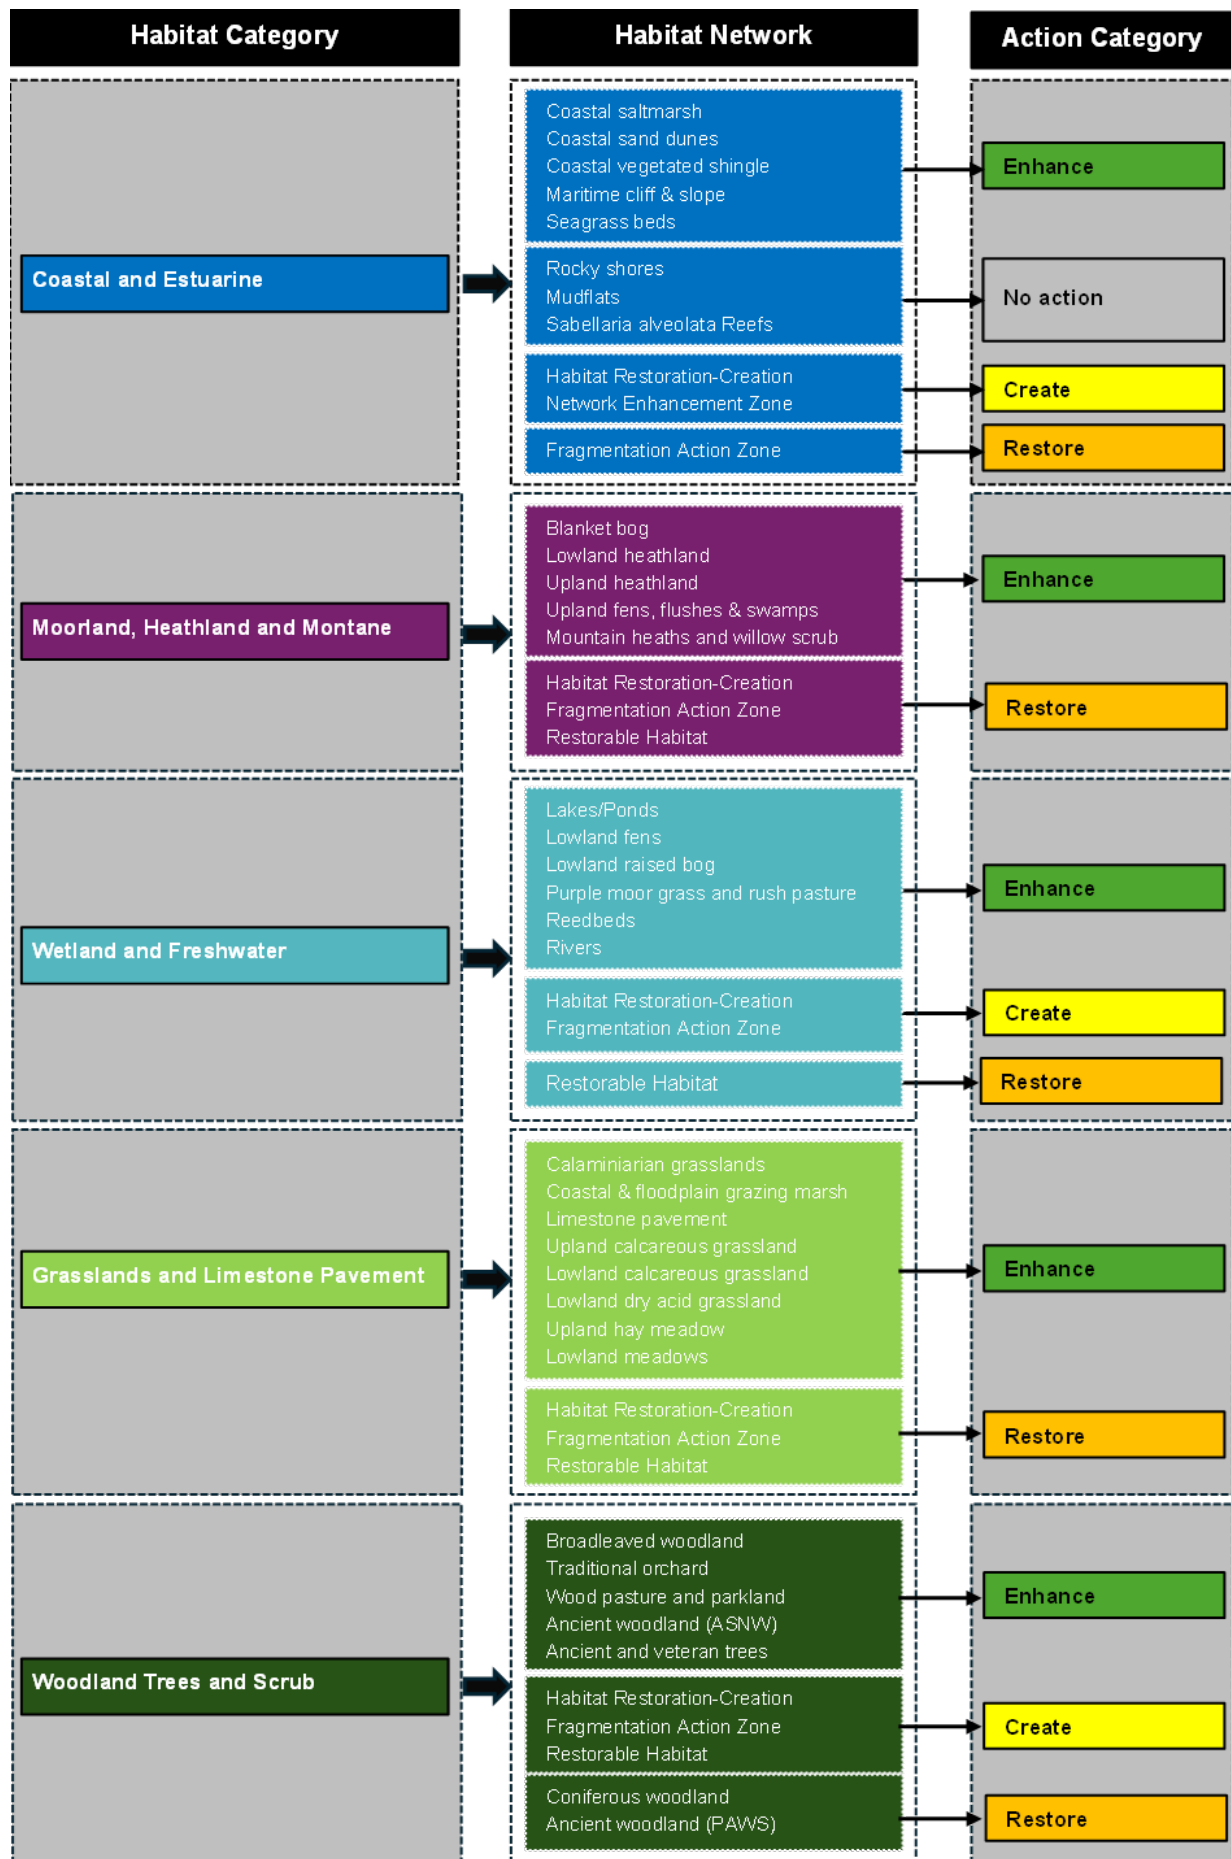 Habitat Category
Habitat Network
Action Category
Coastal and Estuarine
Coastal saltmarsh
Coastal sand dunes
Coastal vegetated shingle
Maritime cliff & slope
Seagrass beds
Enhance
Rocky shores
Mudflats
Sabellaria alveolata Reefs
No action
Habitat Restoration-Creation
Network Enhancement Zone
Create
Fragmentation Action Zone
Restore
Moorland, Heathland and Montane
Blanket bog
Lowland heathland
Upland heathland
Upland fens, flushes & swamps
Mountain heaths and willow scrub
Enhance
Habitat Restoration-Creation
Fragmentation Action Zone
Restorable Habitat
Restore
Wetland and Freshwater
Lakes/Ponds
Lowland fens
Lowland raised bog
Purple moor grass and rush pasture
Reedbeds
Rivers
Enhance
Habitat Restoration-Creation
Fragmentation Action Zone
Create
Restorable Habitat
Restore
Grasslands and Limestone Pavement
Calaminiarian grasslands
Coastal & floodplain grazing marsh
Limestone pavement
Upland calcareous grassland
Lowland calcareous grassland
Lowland dry acid grassland
Upland hay meadow
Lowland meadows
Enhance
Habitat Restoration-Creation
Fragmentation Action Zone
Restorable Habitat
Restore
Woodland Trees and Scrub
Broadleaved woodland
Traditional orchard
Wood pasture and parkland
Ancient woodland (ASNW)
Ancient and veteran trees
Enhance
Habitat Restoration-Creation
Fragmentation Action Zone
Restorable Habitat
Create
Coniferous woodland
Ancient woodland (PAWS)
Restore